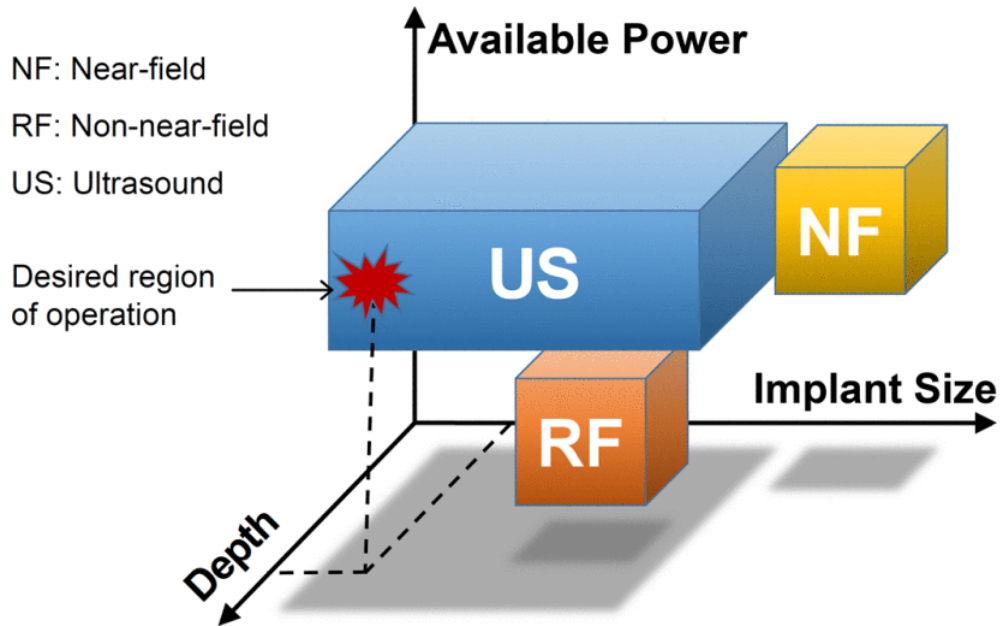 Available Power
NF: Near-field
RF: Non-near-field
US: Ultrasound
NF
US
Desired region
of operation
Implant Size
RF
Depth